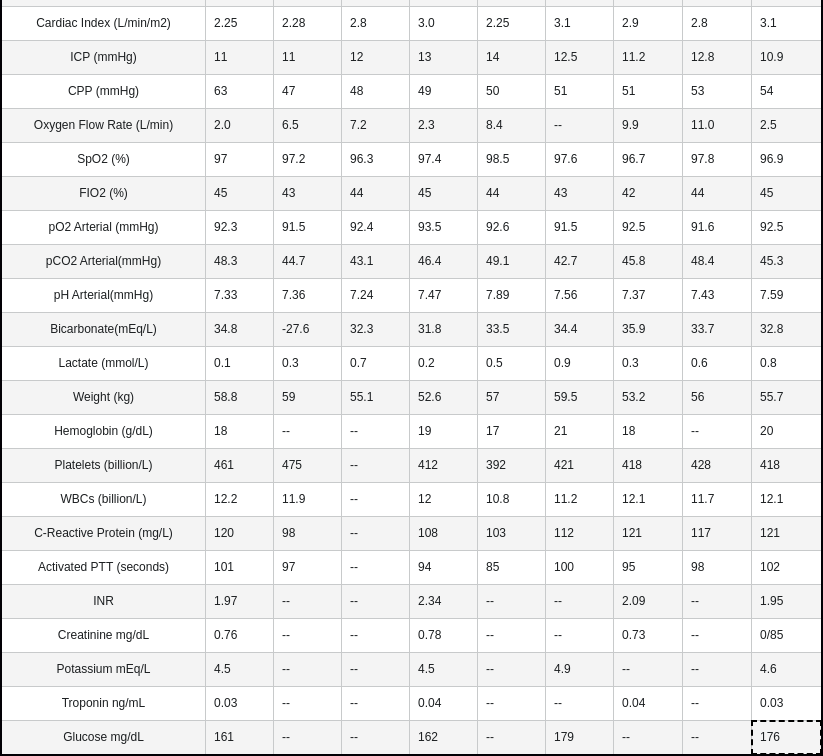 Cardiac Index (L/min/m2) 2.25 2.28 2.8 3.0 2.25 3.1 2.9 2.8 3.1
ICP (mmHg) 11 11 12 13 14 12.5 11.2 12.8 10.9
CPP (mmHg) 63 47 48 49 50 51 51 53 54
Oxygen Flow Rate (L/min) 2.0 6.5 7.2 2.3 8.4 -- 9.9 11.0 2.5
SpO2 (%) 97 97.2 96.3 97.4 98.5 97.6 96.7 97.8 96.9
FIO2 (%) 45 43 44 45 44 43 42 44 45
pO2 Arterial (mmHg) 92.3 91.5 92.4 93.5 92.6 91.5 92.5 91.6 92.5
pCO2 Arterial(mmHg) 48.3 44.7 43.1 46.4 49.1 42.7 45.8 48.4 45.3
pH Arterial(mmHg) 7.33 7.36 7.24 7.47 7.89 7.56 7.37 7.43 7.59
Bicarbonate(mEq/L) 34.8 -27.6 32.3 31.8 33.5 34.4 35.9 33.7 32.8
Lactate (mmol/L) 0.1 0.3 0.7 0.2 0.5 0.9 0.3 0.6 0.8
Weight (kg) 58.8 59 55.1 52.6 57 59.5 53.2 56 55.7
Hemoglobin (g/dL) 18 -- -- 19 17 21 18 -- 20
Platelets (billion/L) 461 475 -- 412 392 421 418 428 418
WBCs (billion/L) 12.2 11.9 -- 12 10.8 11.2 12.1 11.7 12.1
C-Reactive Protein (mg/L) 120 98 -- 108 103 112 121 117 121
Activated PTT (seconds) 101 97 -- 94 85 100 95 98 102
INR 1.97 -- -- 2.34 -- -- 2.09 -- 1.95
Creatinine mg/dL 0.76 -- -- 0.78 -- -- 0.73 -- 0/85
Potassium mEq/L 4.5 -- -- 4.5 -- 4.9 -- -- 4.6
Troponin ng/mL 0.03 -- -- 0.04 -- -- 0.04 -- 0.03
Glucose mg/dL 161 -- -- 162 -- 179 -- -- 176